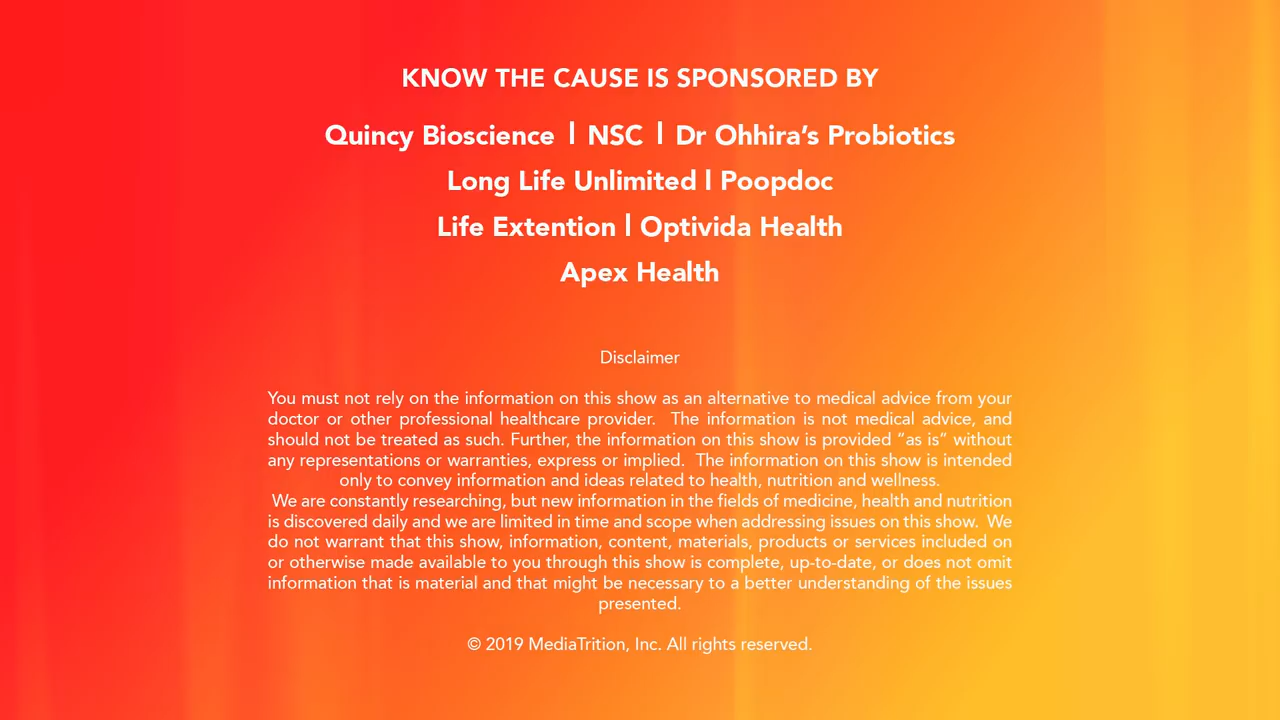 KNOW THE CAUSE IS SPONSORED BY
Quincy Bioscience | NSC | Dr Ohhira’s Probiotics
Long Life Unlimited | Poopdoc
Life Extention | Optivida Health
Apex Health
Disclaimer
You must not rely on the information on this show as an alternative to medical advice from your
doctor or other professional healthcare provider. The information is not medical advice, and
should not be treated as such. Further, the information on this show is provided “as is” without
any representations or warranties, express or implied. The information on this show is intended
only to convey information and ideas related to health, nutrition and wellness.
We are constantly researching, but new information in the fields of medicine, health and nutrition
is discovered daily and we are limited in time and scope when addressing issues on this show. We
do not warrant that this show, information, content, materials, products or services included on
or otherwise made available to you through this show is complete, up-to-date, or does not omit
information that is material and that might be necessary to a better understanding of the issues
presented.
© 2019 MediaTrition, Inc. All rights reserved.